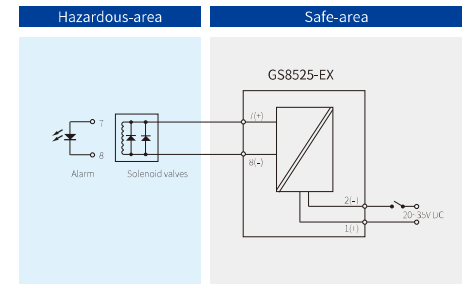 Hazardous-area
Safe-area
GS8525-EX
7
7(+)
8
8(-)
Alarm
Solenoid valves
2(-)
20~35V DC
1(+)